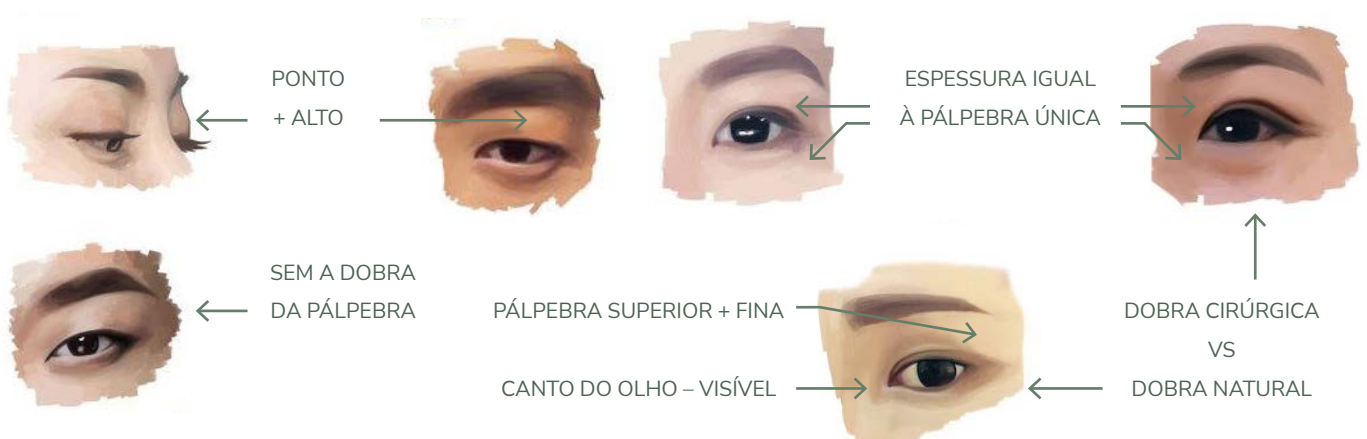 PONTO
+ ALTO
ESPESSURA IGUAL
À PÁLPEBRA ÚNICA
SEM A DOBRA
DA PÁLPEBRA
PÁLPEBRA SUPERIOR + FINA
CANTO DO OLHO – VISÍVEL
DOBRA CIRÚRGICA
VS
DOBRA NATURAL